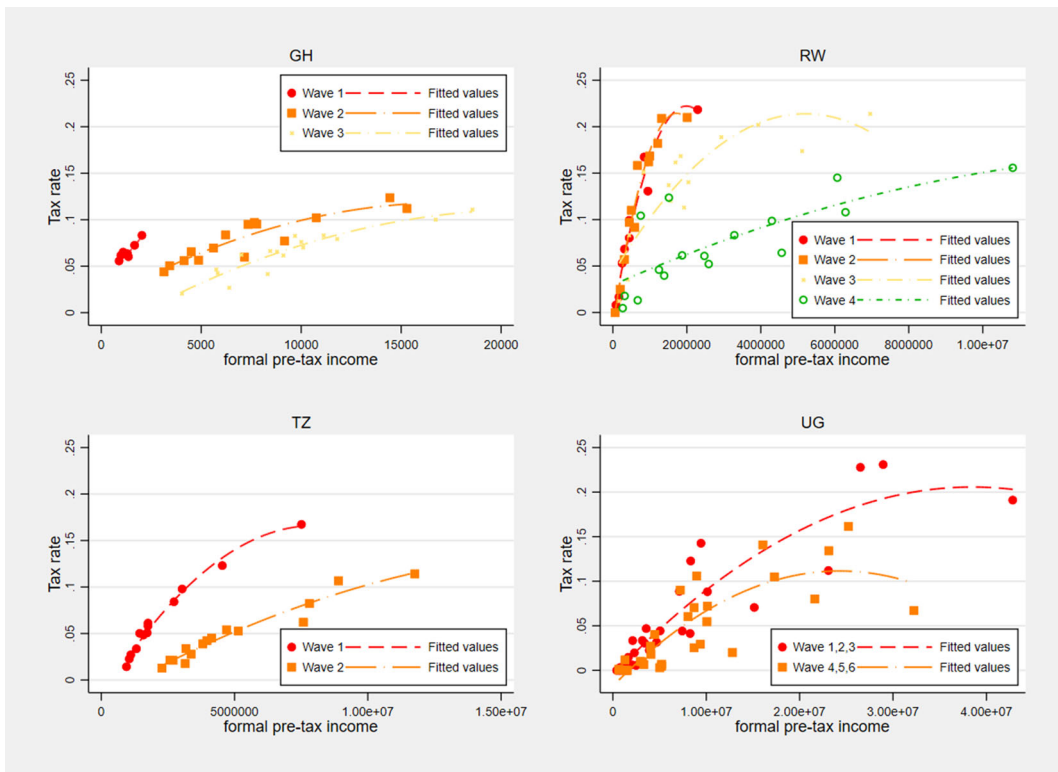 GH
.25
.2
.15
.1
.05
0
Tax rate
Wave 1 Fitted values
Wave 2 Fitted values
Wave 3 Fitted values
0 5000 10000 15000 20000
formal pre-tax income
RW
.25
.2
.15
.1
.05
0
Tax rate
Wave 1 Fitted values
Wave 2 Fitted values
Wave 3 Fitted values
Wave 4 Fitted values
0 2000000 4000000 6000000 8000000 1.00e+07
formal pre-tax income
TZ
.25
.2
.15
.1
.05
0
Tax rate
Wave 1 Fitted values
Wave 2 Fitted values
0 5000000 1.00e+07 1.50e+07
formal pre-tax income
UG
.25
.2
.15
.1
.05
0
Tax rate
Wave 1,2,3 Fitted values
Wave 4,5,6 Fitted values
0 1.00e+07 2.00e+07 3.00e+07 4.00e+07
formal pre-tax income